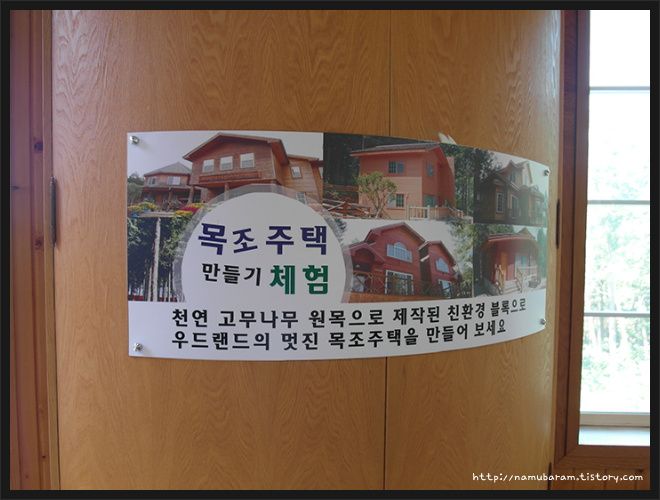 목조 주택
만들기 체험
천연 고무나무 원목으로 제작된 친환경 블록으로
우드랜드의 멋진 목조주택을 만들어 보세요
http://namubaram.tistory.com